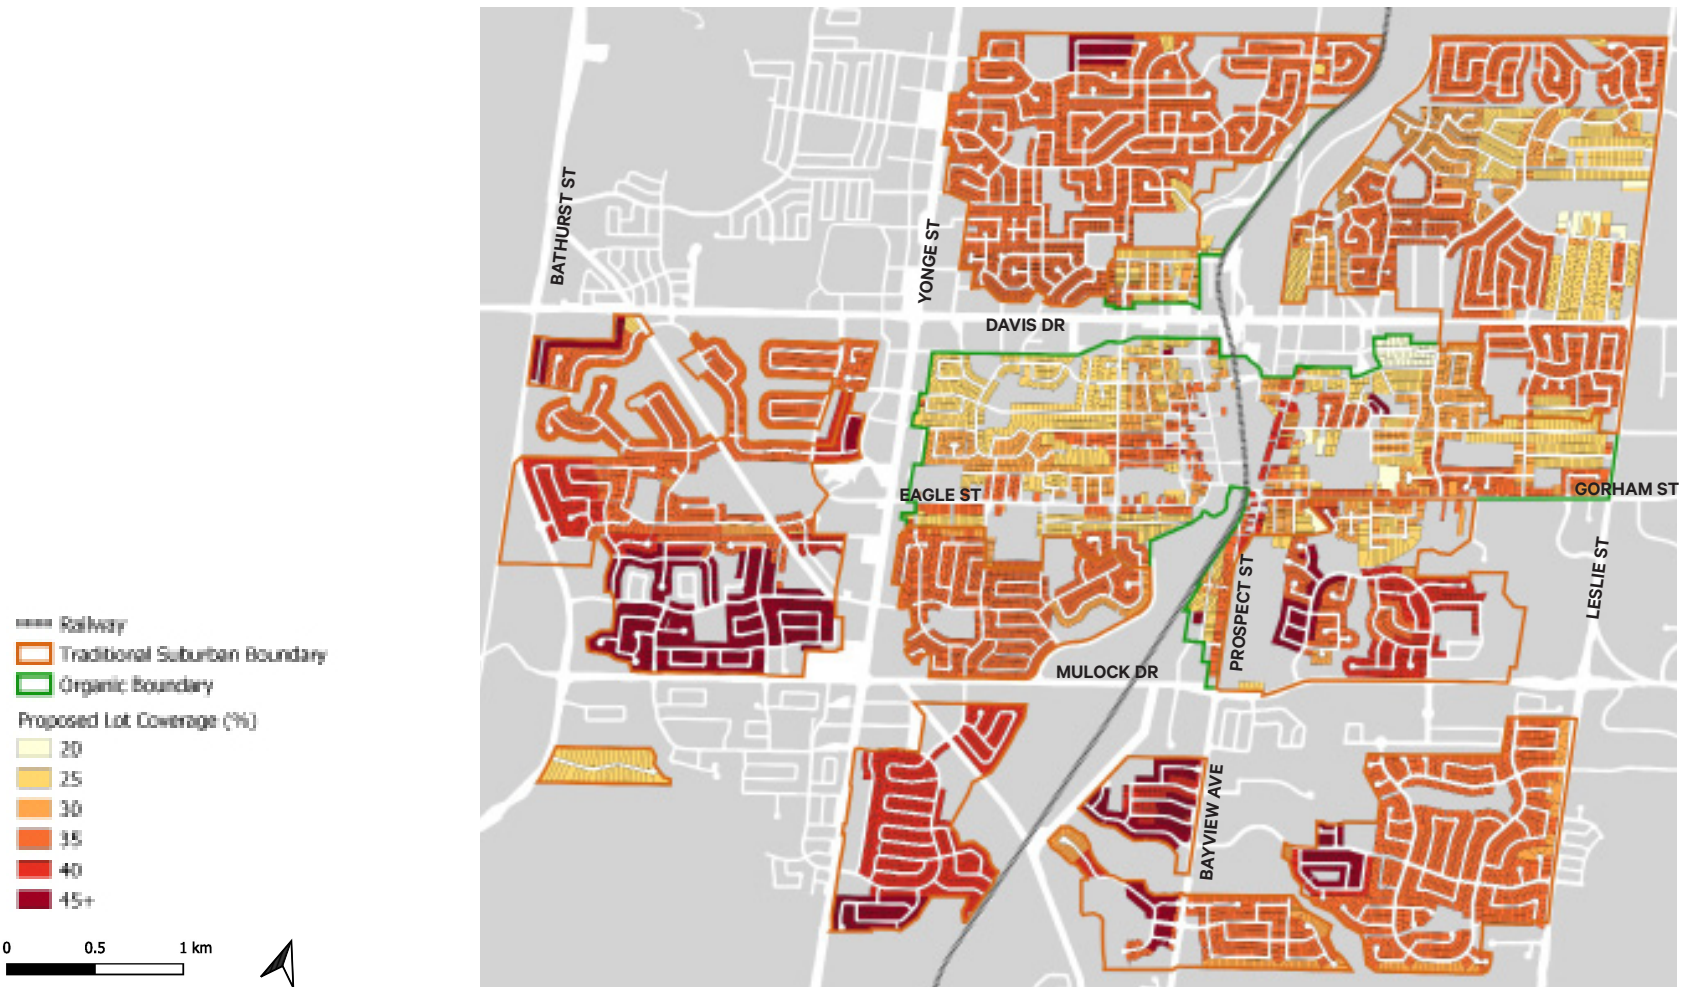 BATHURST ST
YONGE ST
DAVIS DR
EAGLE ST
GORHAM ST
PROSPECT ST
LESLIE ST
MULOCK DR
BAYVIEW AVE
Railway
Traditional Suburban Boundary
Organic Boundary
Proposed Lot Coverage (%)
20
25
30
35
40
45+
0 0.5 1 km